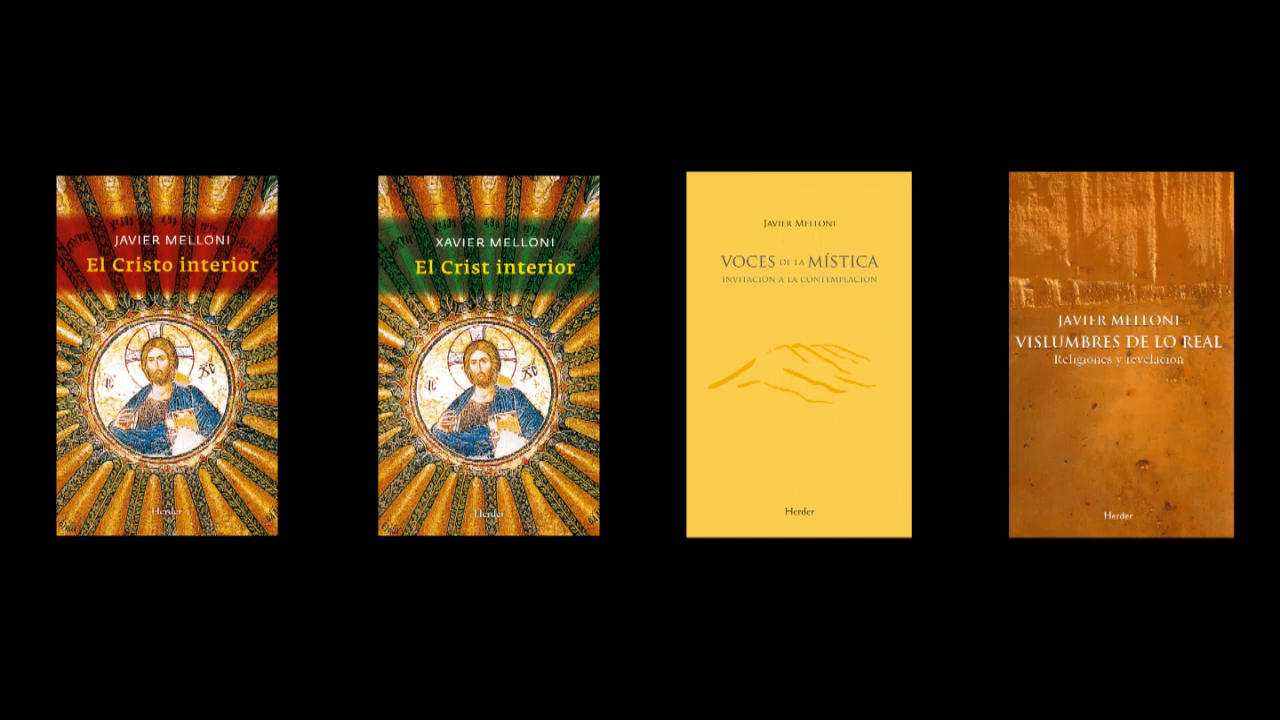 JAVIER MELLONI
El Cristo interior
Herder
XAVIER MELLONI
El Crist interior
Herder
JAVIER MELLONI
VOCES DE LA MÍSTICA
INVITACIÓN A LA CONTEMPLACIÓN
Herder
JAVIER MELLONI
VISLUMBRES DE LO REAL
Religiones y revelación
Herder